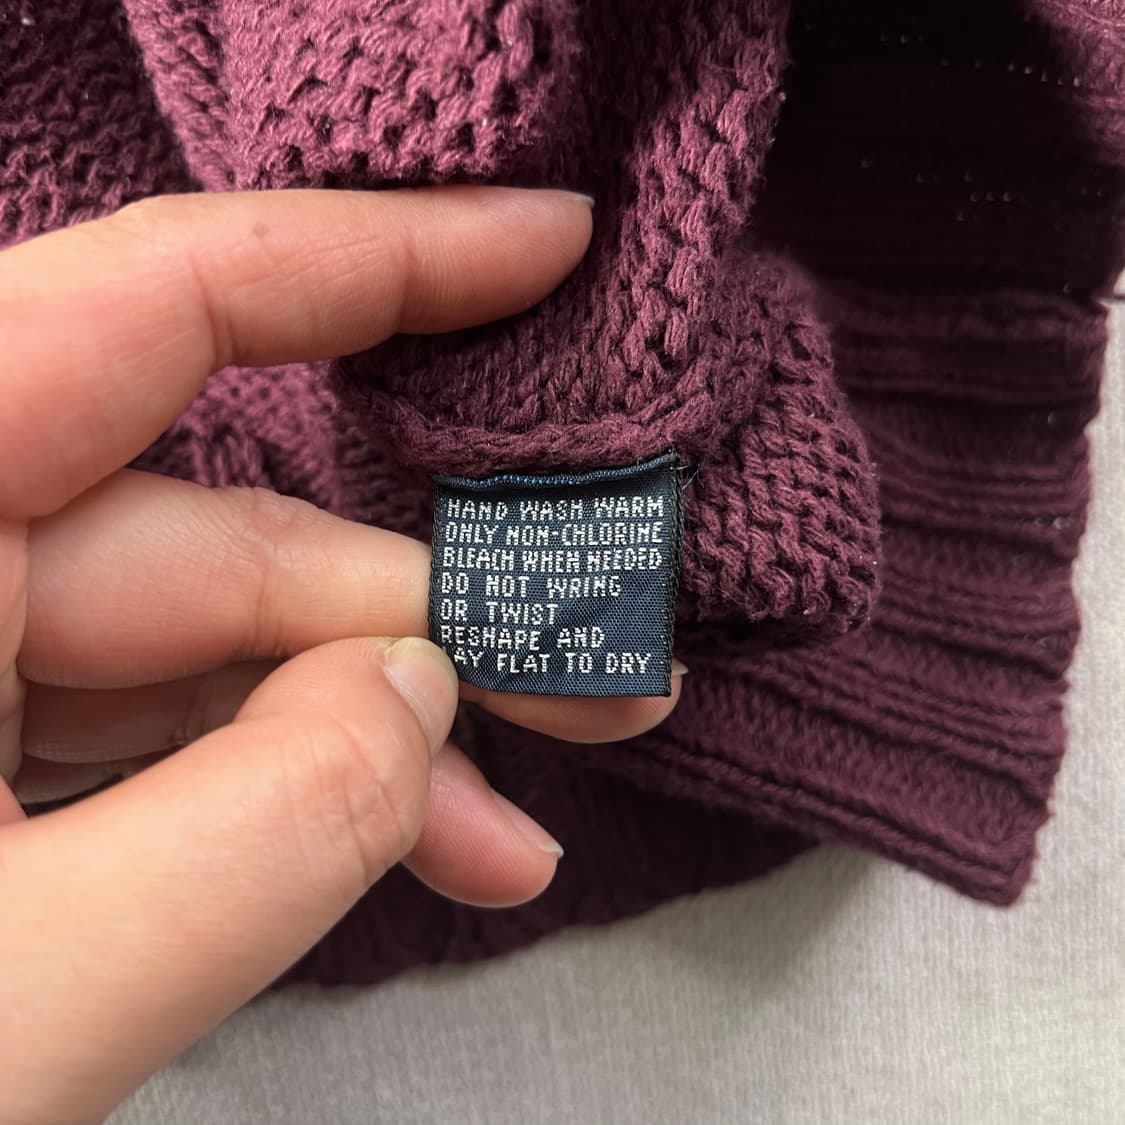 HAND WASH WARM
ONLY NON-CHLORINE
BLEACH WHEN NEEDED
DO NOT WRING
OR TWIST
RESHAPE AND
LAY FLAT TO DRY